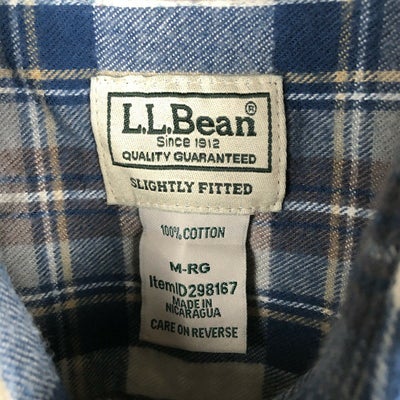 L.L.Bean®
Since 1912
QUALITY GUARANTEED
SLIGHTLY FITTED
100% COTTON
M-RG
ItemID298167
MADE IN
NICARAGUA
CARE ON REVERSE